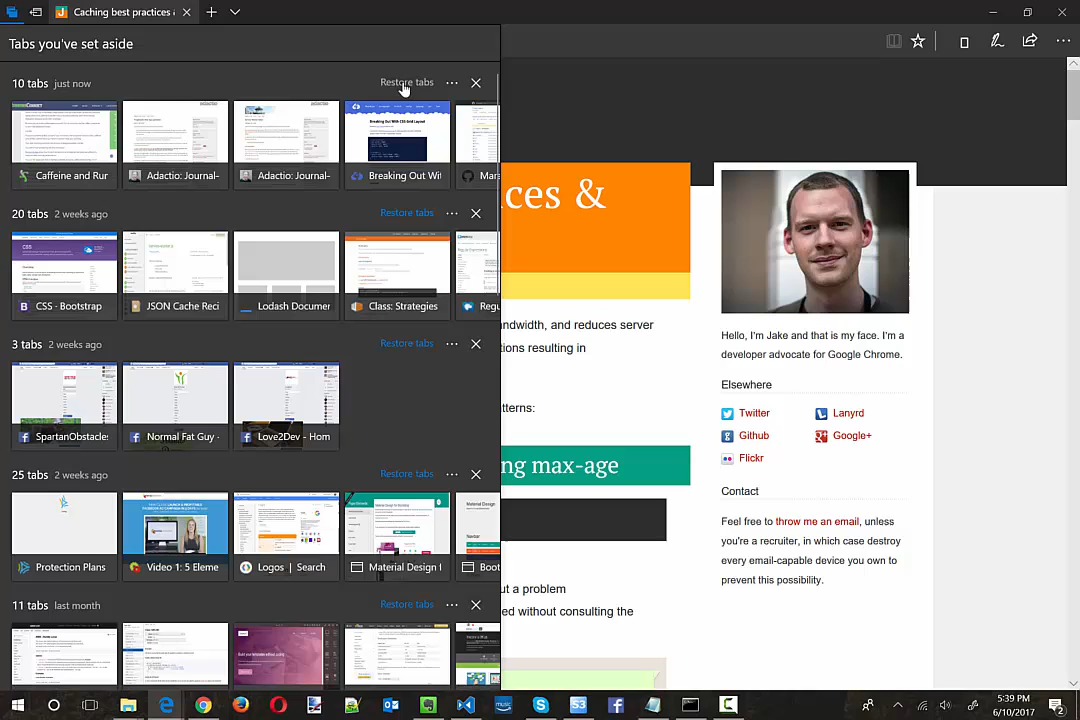 Caching best practices &
Tabs you've set aside
10 tabs just now
Restore tabs
Caffeine and Rur
Adactio: Journal-
Adactio: Journal-
Breaking Out Wit
Mars
20 tabs 2 weeks ago
Restore tabs
CSS
CSS - Bootstrap
JSON Cache Reci
Lodash Documer
Class: Strategies
Regu
3 tabs 2 weeks ago
Restore tabs
SpartanObstacles
Normal Fat Guy -
Love2Dev - Hom
25 tabs 2 weeks ago
Restore tabs
Protection Plans
Video 1: 5 Eleme
Logos | Search
Material Design f
Boot
11 tabs last month
Restore tabs
ces &
ndwidth, and reduces server
tions resulting in
tterns:
ng max-age
ut a problem
ed without consulting the
Hello, I'm Jake and that is my face. I'm a
developer advocate for Google Chrome.
Elsewhere
Twitter
Lanyrd
Github
Google+
Flickr
Contact
Feel free to throw me an email, unless
you're a recruiter, in which case destroy
every email-capable device you own to
prevent this possibility.
5:39 PM
6/10/2017